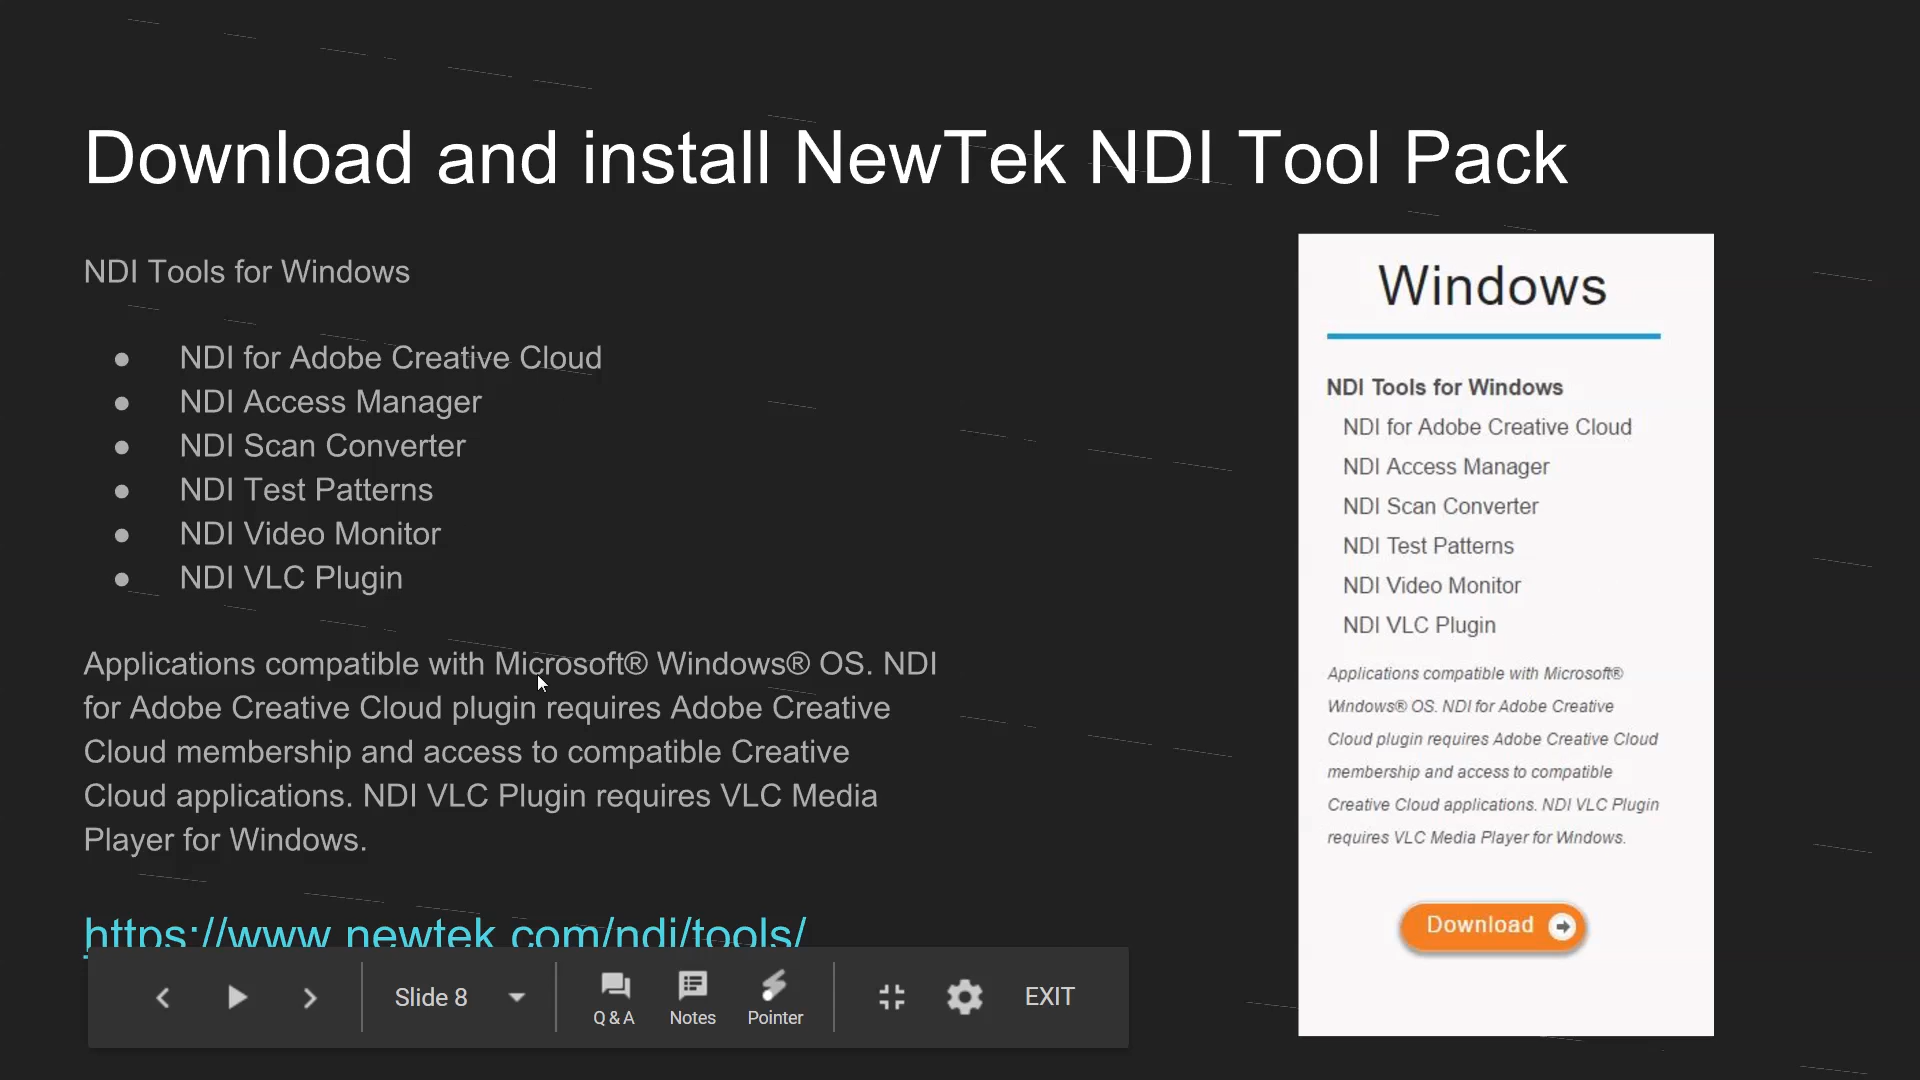 Download and install NewTek NDI Tool Pack
NDI Tools for Windows
● NDI for Adobe Creative Cloud
● NDI Access Manager
● NDI Scan Converter
● NDI Test Patterns
● NDI Video Monitor
● NDI VLC Plugin
Applications compatible with Microsoft® Windows® OS. NDI
for Adobe Creative Cloud plugin requires Adobe Creative
Cloud membership and access to compatible Creative
Cloud applications. NDI VLC Plugin requires VLC Media
Player for Windows.
https://www.newtek.com/ndi/tools/
Windows
NDI Tools for Windows
NDI for Adobe Creative Cloud
NDI Access Manager
NDI Scan Converter
NDI Test Patterns
NDI Video Monitor
NDI VLC Plugin
Applications compatible with Microsoft®
Windows® OS. NDI for Adobe Creative
Cloud plugin requires Adobe Creative Cloud
membership and access to compatible
Creative Cloud applications. NDI VLC Plugin
requires VLC Media Player for Windows.
Download
Slide 8
Q & A
Notes
Pointer
EXIT